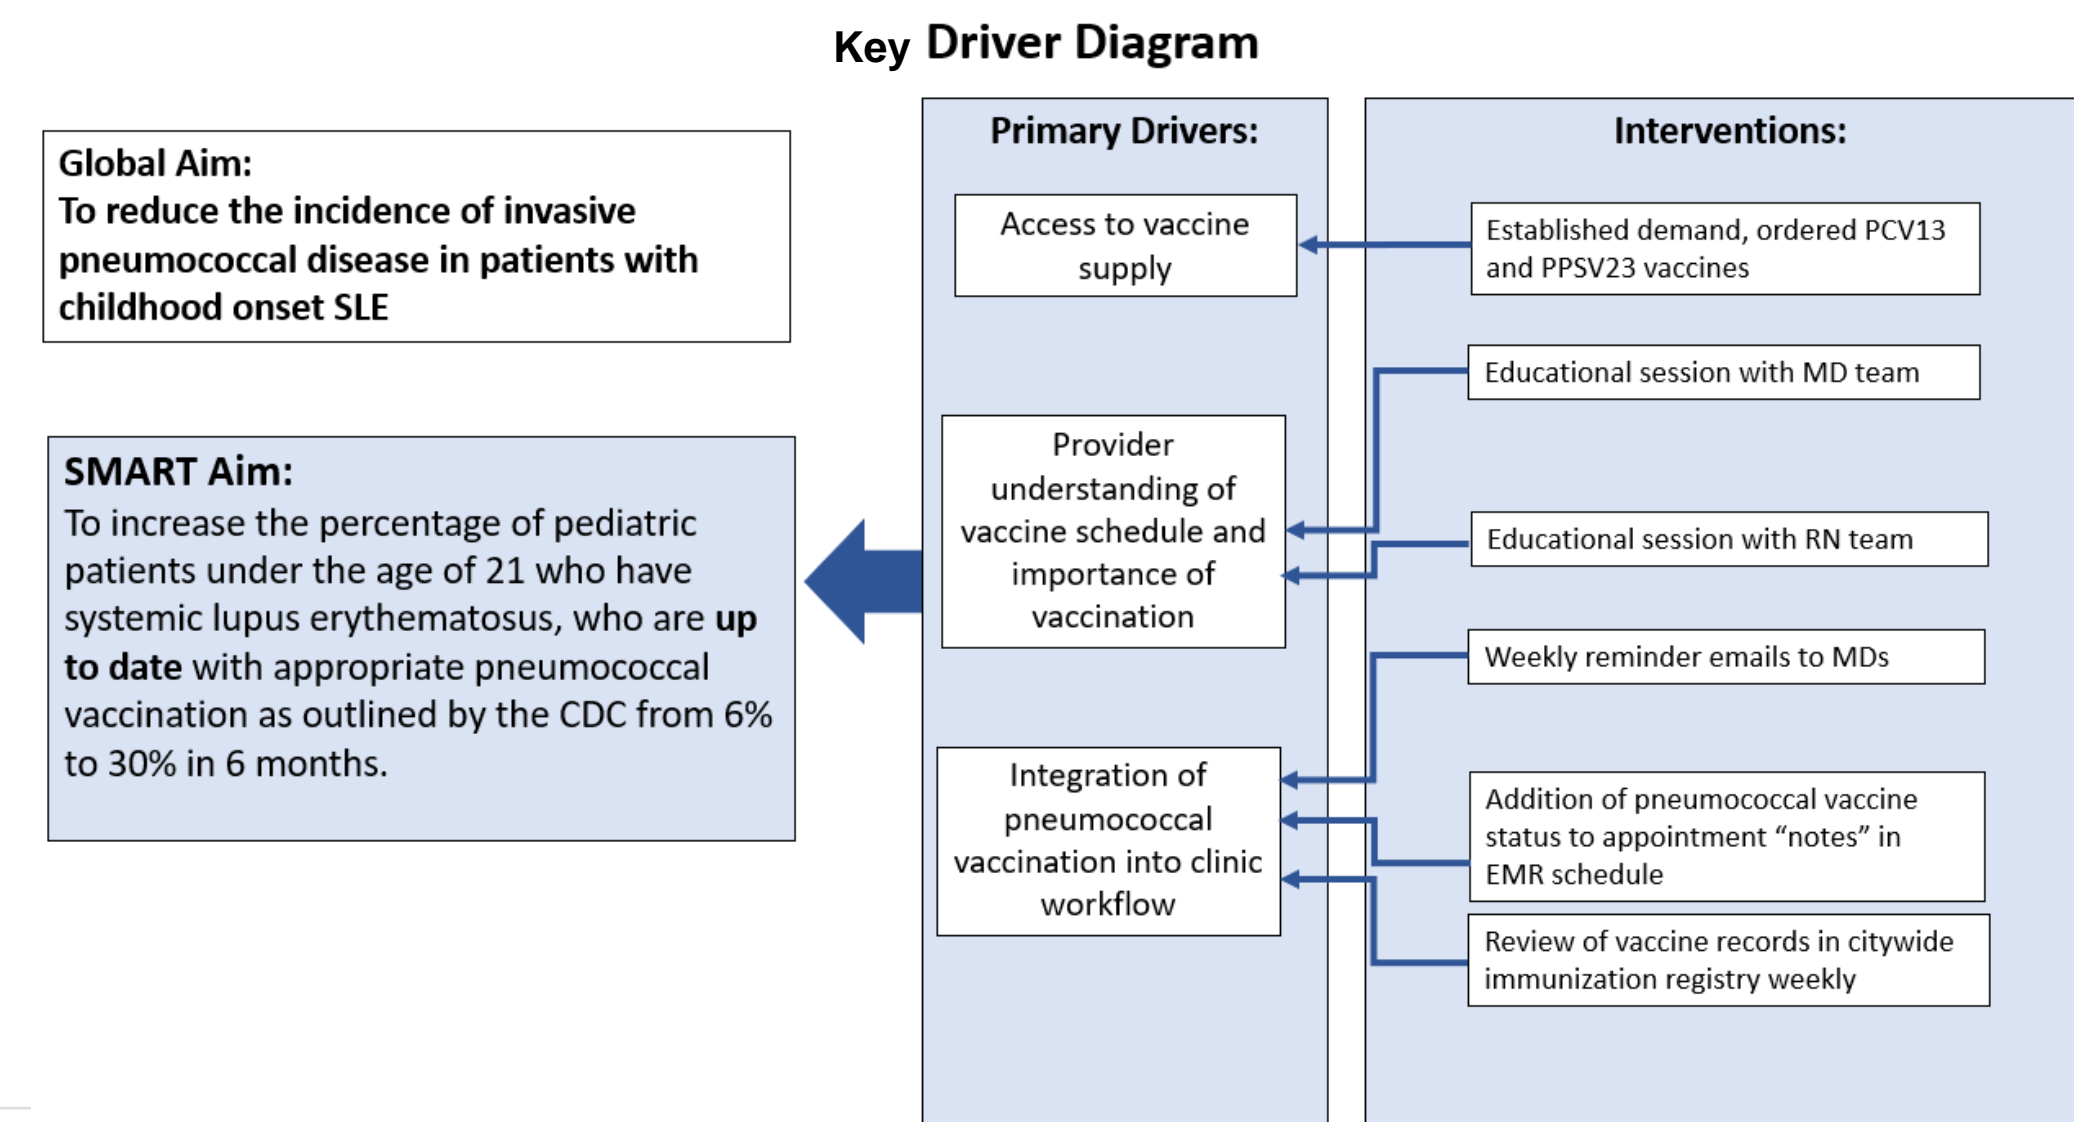 Key Driver Diagram
Global Aim:
To reduce the incidence of invasive
pneumococcal disease in patients with
childhood onset SLE
SMART Aim:
To increase the percentage of pediatric
patients under the age of 21 who have
systemic lupus erythematosus, who are up
to date with appropriate pneumococcal
vaccination as outlined by the CDC from 6%
to 30% in 6 months.
Primary Drivers:
Access to vaccine
supply
Provider
understanding of
vaccine schedule and
importance of
vaccination
Integration of
pneumococcal
vaccination into clinic
workflow
Interventions:
Established demand, ordered PCV13
and PPSV23 vaccines
Educational session with MD team
Educational session with RN team
Weekly reminder emails to MDs
Addition of pneumococcal vaccine
status to appointment “notes” in
EMR schedule
Review of vaccine records in citywide
immunization registry weekly